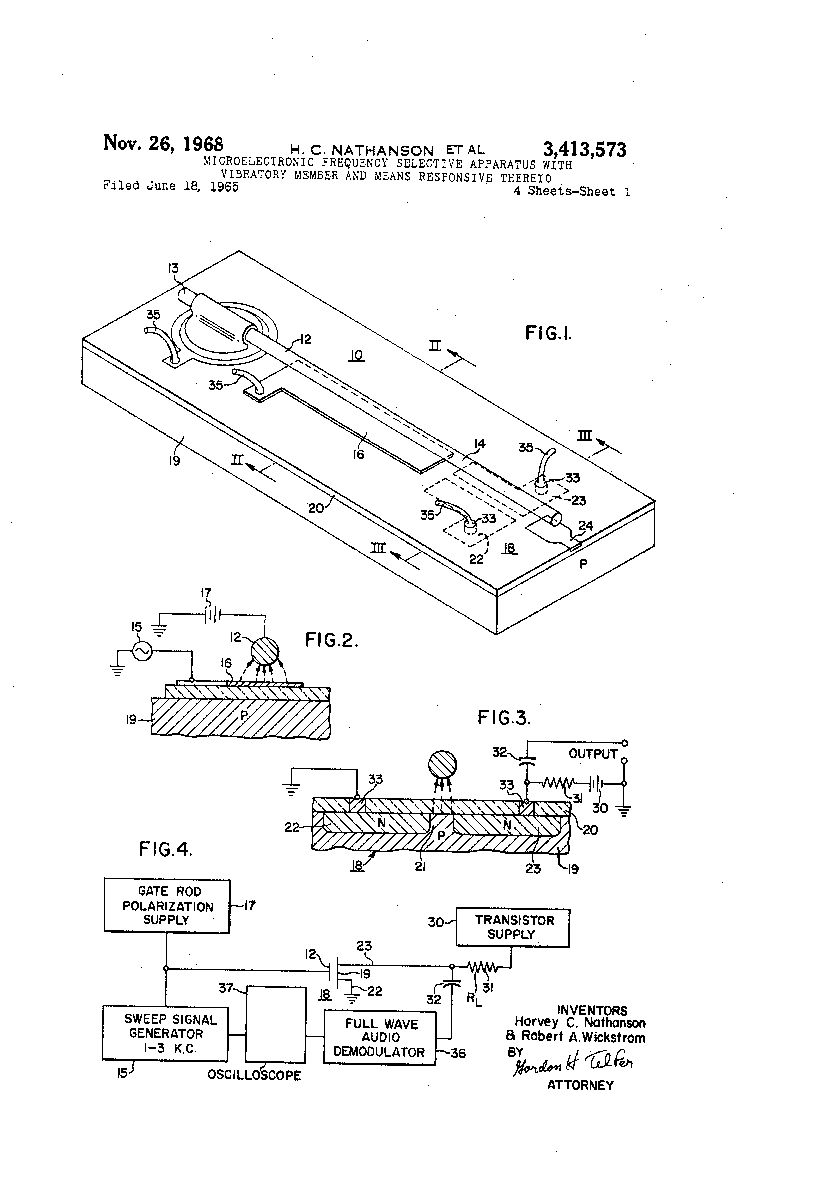 Nov. 26, 1968 H. C. NATHANSON ET AL 3,413,573
MICROELECTRONIC FREQUENCY SELECTIVE APPARATUS WITH
VIBRATORY MEMBER AND MEANS RESPONSIVE THERETO
Filed June 18, 1965 4 Sheets-Sheet 1
FIG.1.
13
35
12
10
II
35
16
14
III
35
33
19
II
20
35
33
23
24
22
18
III
P
17
15
12
FIG.2.
16
19
P
FIG.3.
32
OUTPUT
33
33
31
30
22
N
N
20
P
18
21
23
19
FIG.4.
GATE ROD
POLARIZATION
SUPPLY
17
30
TRANSISTOR
SUPPLY
12
23
19
18
22
32
RL
31
37
SWEEP SIGNAL
GENERATOR
1-3 K.C.
15
OSCILLOSCOPE
FULL WAVE
AUDIO
DEMODULATOR
36
INVENTORS
Harvey C. Nathanson
& Robert A. Wickstrom
BY
Gordon H Telfer
ATTORNEY